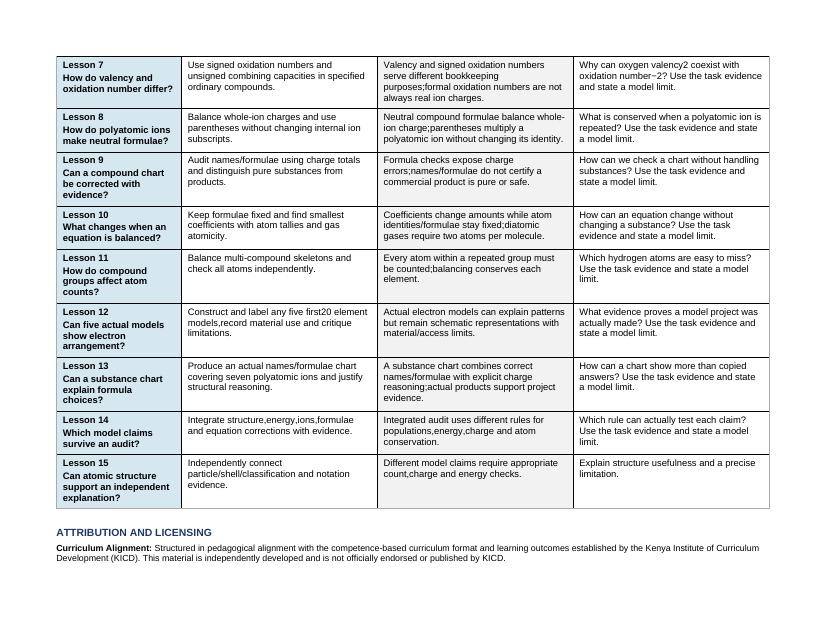 Lesson 7
How do valency and
oxidation number differ?
Use signed oxidation numbers and
unsigned combining capacities in specified
ordinary compounds.
Valency and signed oxidation numbers
serve different bookkeeping
purposes;formal oxidation numbers are not
always real ion charges.
Why can oxygen valency2 coexist with
oxidation number−2? Use the task evidence
and state a model limit.
Lesson 8
How do polyatomic ions
make neutral formulae?
Balance whole-ion charges and use
parentheses without changing internal ion
subscripts.
Neutral compound formulae balance whole-
ion charge;parentheses multiply a
polyatomic ion without changing its identity.
What is conserved when a polyatomic ion is
repeated? Use the task evidence and state
a model limit.
Lesson 9
Can a compound chart
be corrected with
evidence?
Audit names/formulae using charge totals
and distinguish pure substances from
products.
Formula checks expose charge
errors;names/formulae do not certify a
commercial product is pure or safe.
How can we check a chart without handling
substances? Use the task evidence and
state a model limit.
Lesson 10
What changes when an
equation is balanced?
Keep formulae fixed and find smallest
coefficients with atom tallies and gas
atomicity.
Coefficients change amounts while atom
identities/formulae stay fixed;diatomic
gases require two atoms per molecule.
How can an equation change without
changing a substance? Use the task
evidence and state a model limit.
Lesson 11
How do compound
groups affect atom
counts?
Balance multi-compound skeletons and
check all atoms independently.
Every atom within a repeated group must
be counted;balancing conserves each
element.
Which hydrogen atoms are easy to miss?
Use the task evidence and state a model
limit.
Lesson 12
Can five actual models
show electron
arrangement?
Construct and label any five first20 element
models,record material use and critique
limitations.
Actual electron models can explain patterns
but remain schematic representations with
material/access limits.
What evidence proves a model project was
actually made? Use the task evidence and
state a model limit.
Lesson 13
Can a substance chart
explain formula
choices?
Produce an actual names/formulae chart
covering seven polyatomic ions and justify
structural reasoning.
A substance chart combines correct
names/formulae with explicit charge
reasoning;actual products support project
evidence.
How can a chart show more than copied
answers? Use the task evidence and state
a model limit.
Lesson 14
Which model claims
survive an audit?
Integrate structure,energy,ions,formulae
and equation corrections with evidence.
Integrated audit uses different rules for
populations,energy,charge and atom
conservation.
Which rule can actually test each claim?
Use the task evidence and state a model
limit.
Lesson 15
Can atomic structure
support an independent
explanation?
Independently connect
particle/shell/classification and notation
evidence.
Different model claims require appropriate
count,charge and energy checks.
Explain structure usefulness and a precise
limitation.
ATTRIBUTION AND LICENSING
Curriculum Alignment: Structured in pedagogical alignment with the competence-based curriculum format and learning outcomes established by the Kenya Institute of Curriculum
Development (KICD). This material is independently developed and is not officially endorsed or published by KICD.